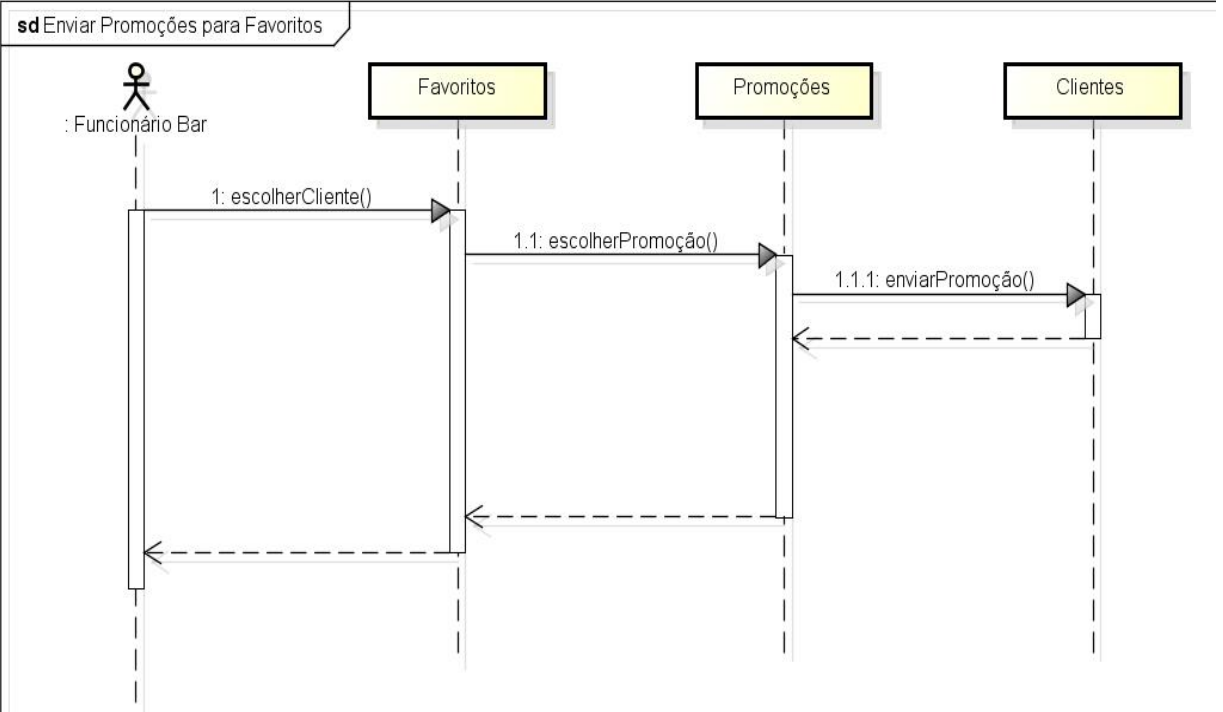 sd Enviar Promoções para Favoritos
: Funcionário Bar
Favoritos
Promoções
Clientes
1: escolherCliente()
1.1: escolherPromoção()
1.1.1: enviarPromoção()